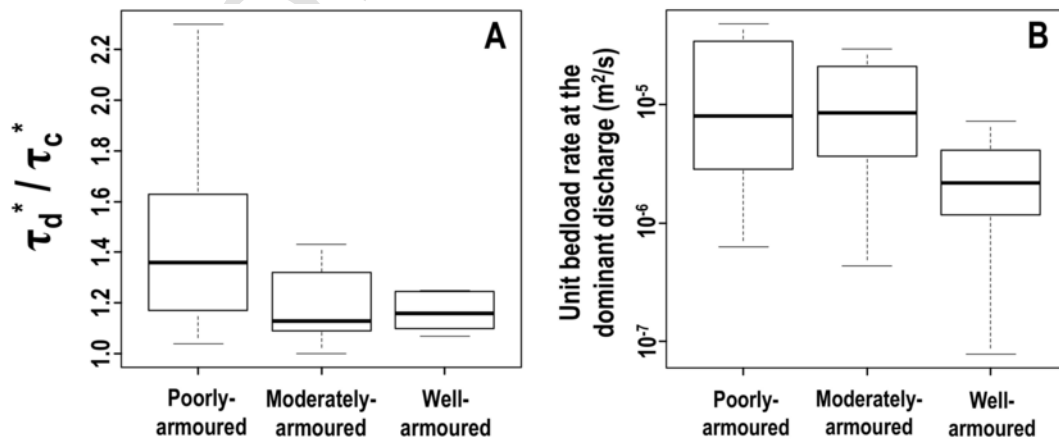 A
τd* / τc*
2.2
2.0
1.8
1.6
1.4
1.2
1.0
Poorly-
armoured
Moderately-
armoured
Well-
armoured
B
Unit bedload rate at the
dominant discharge (m²/s)
10⁻⁵
10⁻⁶
10⁻⁷
Poorly-
armoured
Moderately-
armoured
Well-
armoured